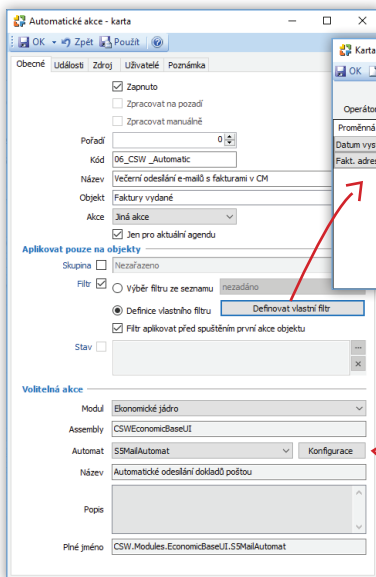 Automatické akce - karta
OK Zpět Použít
Obecné Události Zdroj Uživatelé Poznámka
Zapnuto
Zpracovat na pozadí
Zpracovat manuálně
Pořadí 0
Kód 06_CSW _Automatic
Název Večerní odesílání e-mailů s fakturami v CM
Objekt Faktury vydané
Akce Jiná akce
Jen pro aktuální agendu
Aplikovat pouze na objekty
Skupina Nezařazeno
Filtr Výběr filtru ze seznamu nezadáno
Definice vlastního filtru Definovat vlastní filtr
Filtr aplikovat před spuštěním první akce objektu
Stav
Volitelná akce
Modul Ekonomické jádro
Assembly CSWEconomicBaseUI
Automat S5MailAutomat Konfigurace
Název Automatické odesílání dokladů poštou
Popis
Plné jméno CSW.Modules.EconomicBaseUI.S5MailAutomat
Karta
OK
Operátor
Proměnná
Datum vys
Fakt. adres